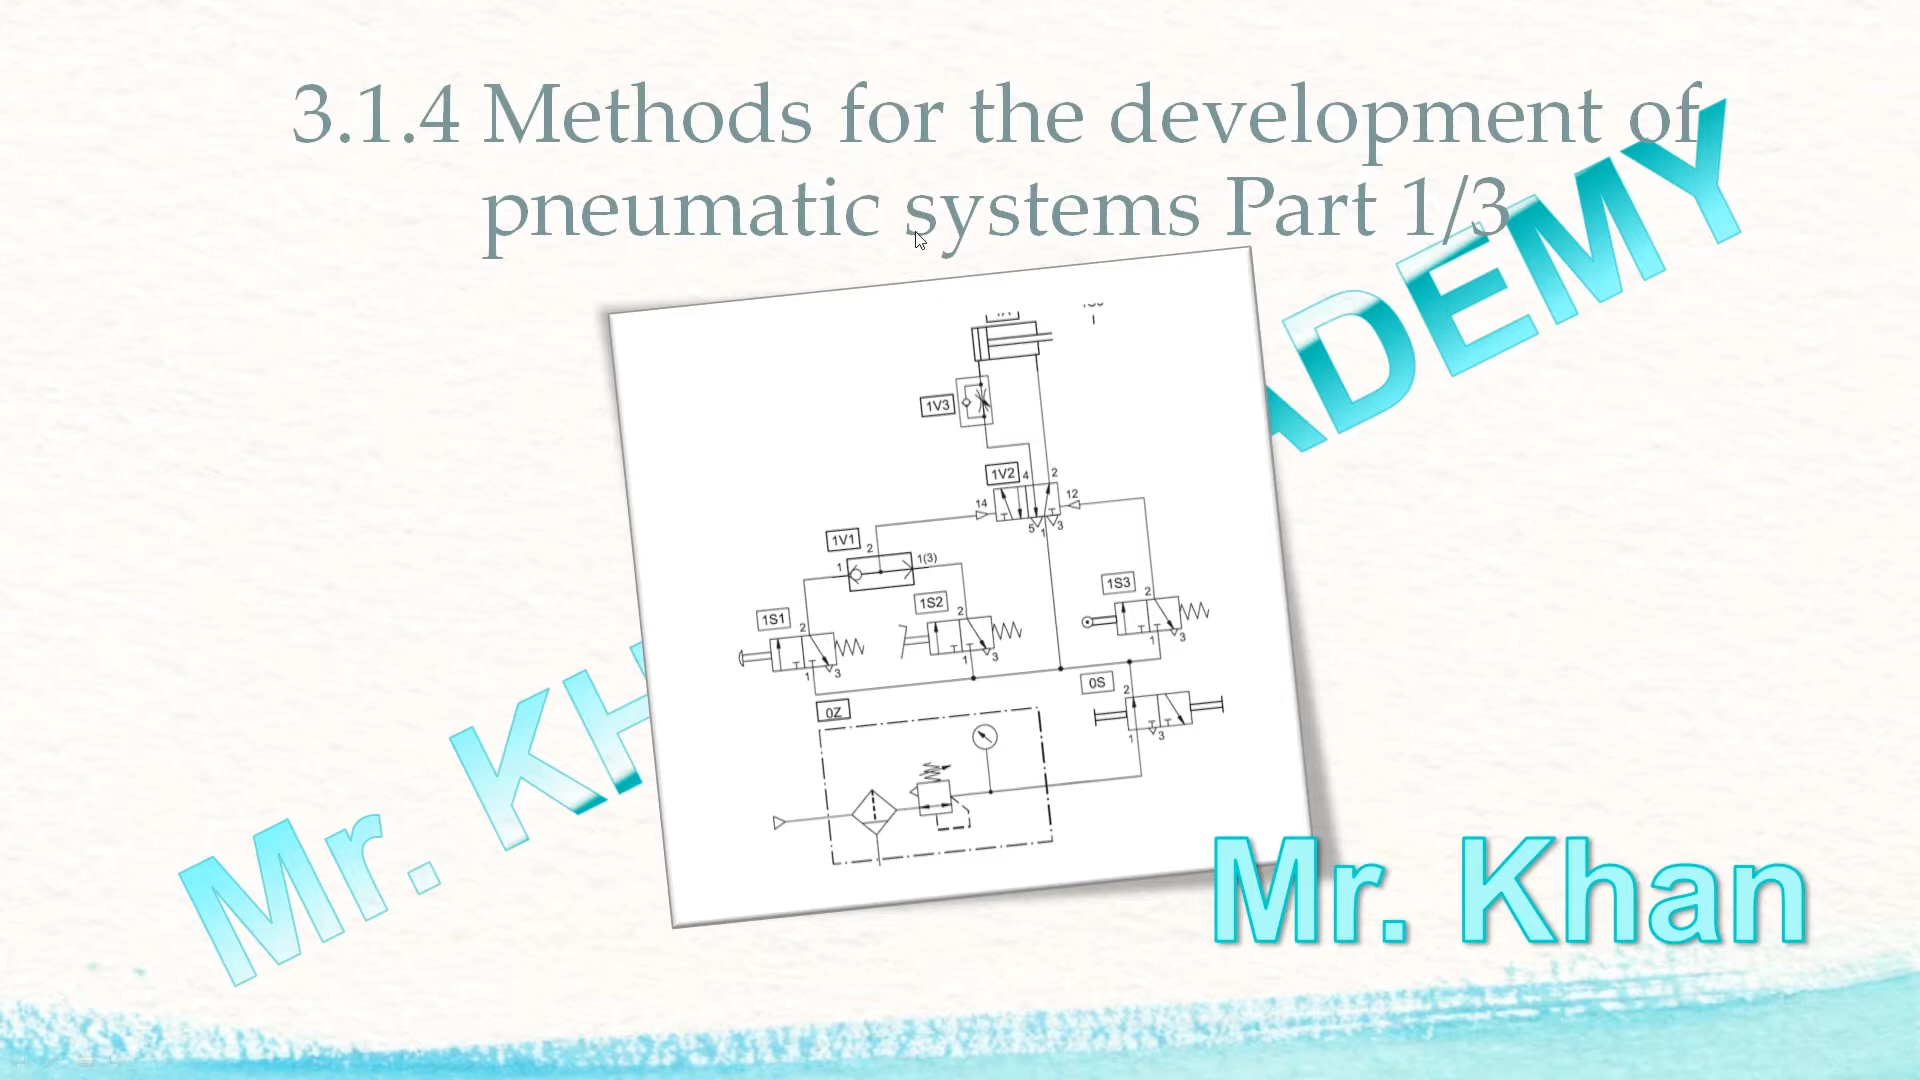 3.1.4 Methods for the development of
pneumatic systems Part 1/3
1V3
1V2
4
2
14
12
5
1
3
1V1
2
1
1(3)
1S3
2
1S2
2
1S1
2
1
3
1
3
1
3
0S
2
0Z
1
3
Mr. KH
ADEMY
Mr. Khan